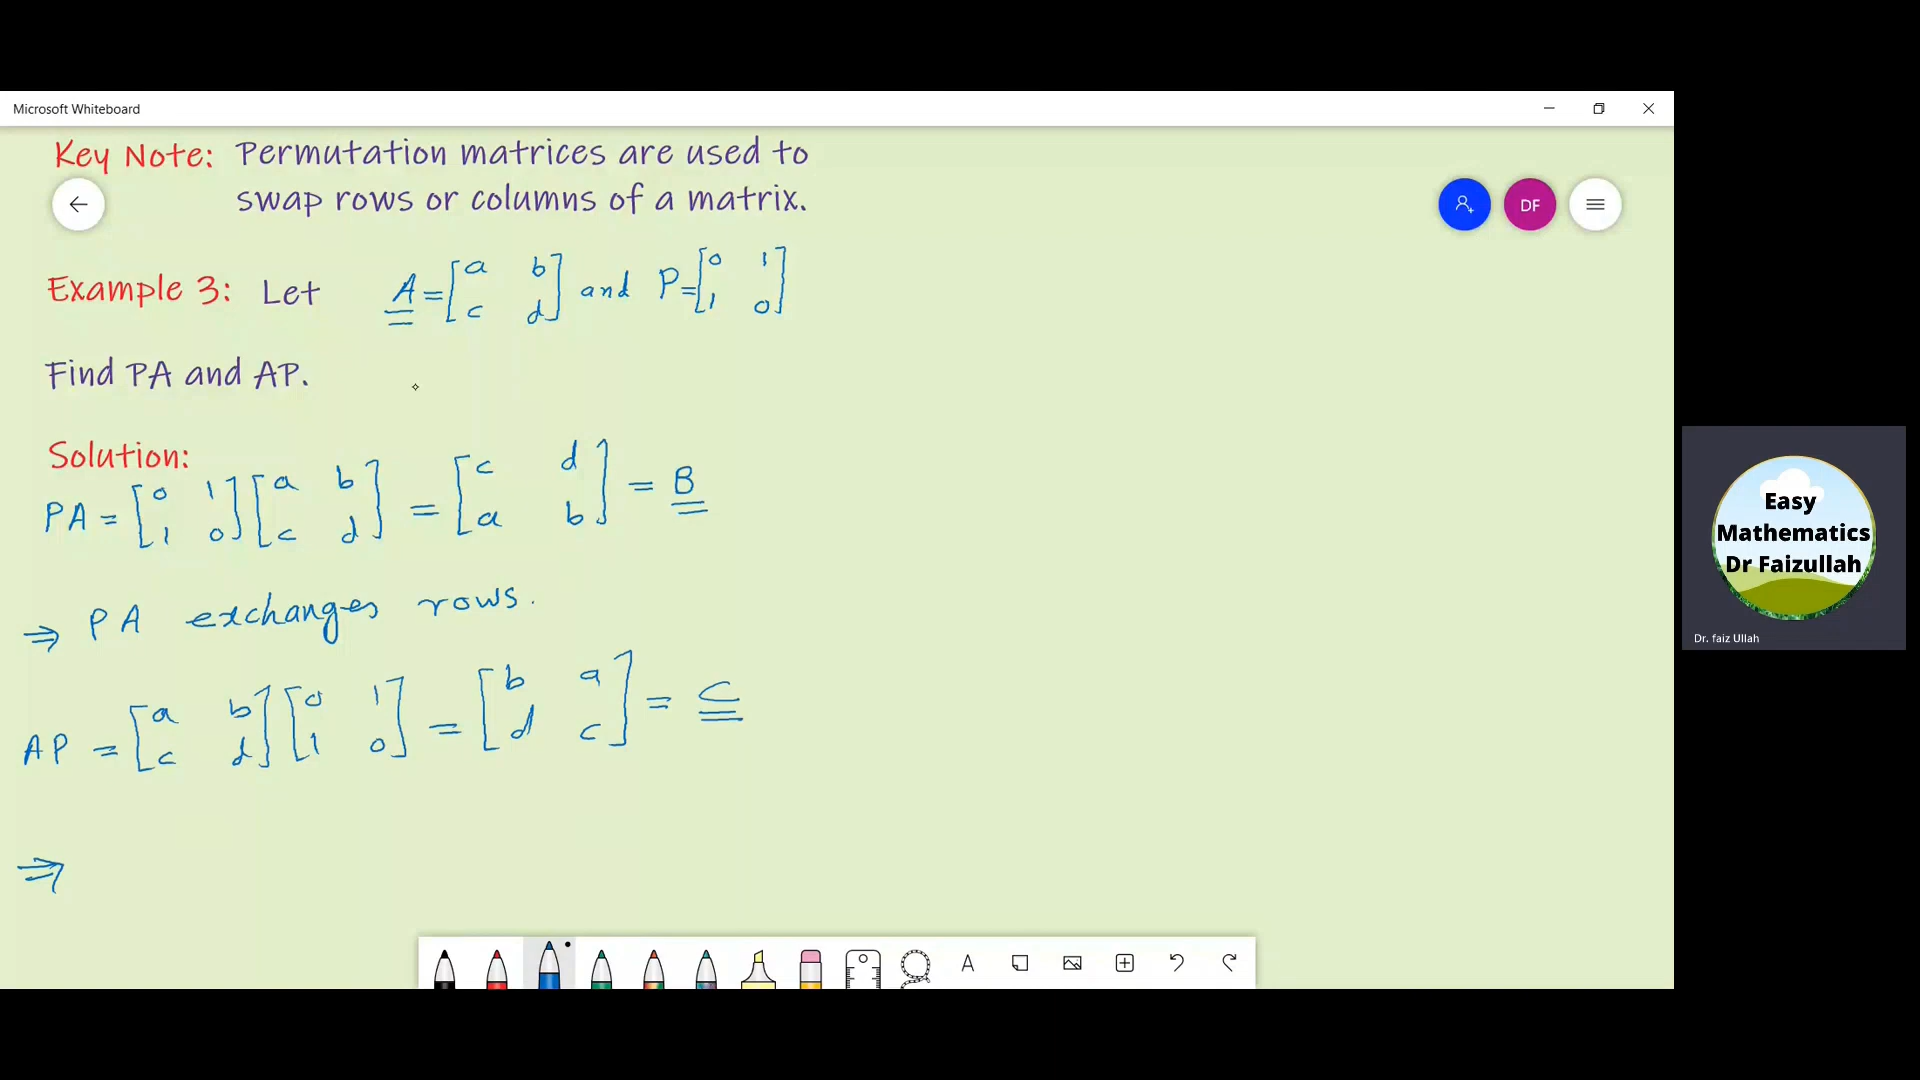 Microsoft Whiteboard
Key Note: Permutation matrices are used to
swap rows or columns of a matrix.
DF
Example 3: Let A = [a b; c d] and P = [0 1; 1 0]
Find PA and AP.
Solution:
PA = [0 1; 1 0] [a b; c d] = [c d; a b] = B
⇒ PA exchanges rows.
AP = [a b; c d] [0 1; 1 0] = [b a; d c] = C
⇒
A
Easy
Mathematics
Dr Faizullah
Dr. faiz Ullah